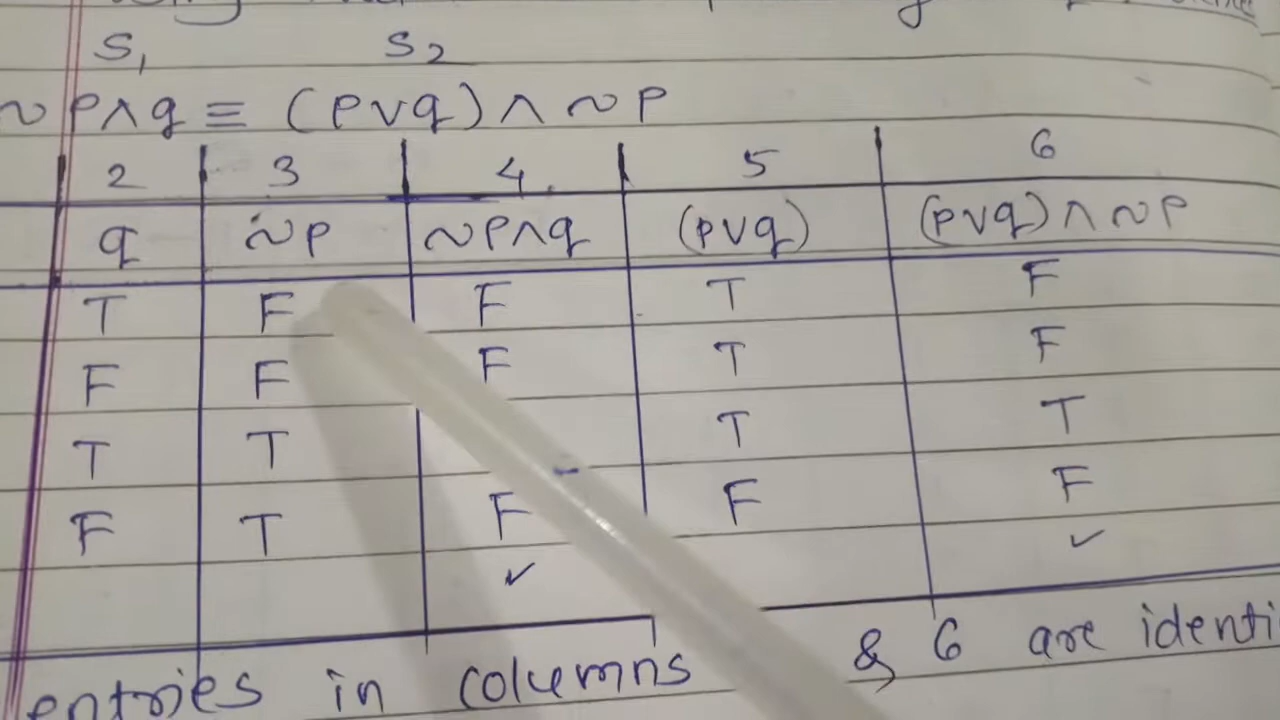 S1 S2
~p∧q ≡ (p∨q) ∧ ~p
2 3 4 5 6
q ~p ~p∧q (p∨q) (p∨q) ∧ ~p
T F F T F
F F F T F
T T T T
F T F F F
✓ ✓
entries in columns & 6 are identi